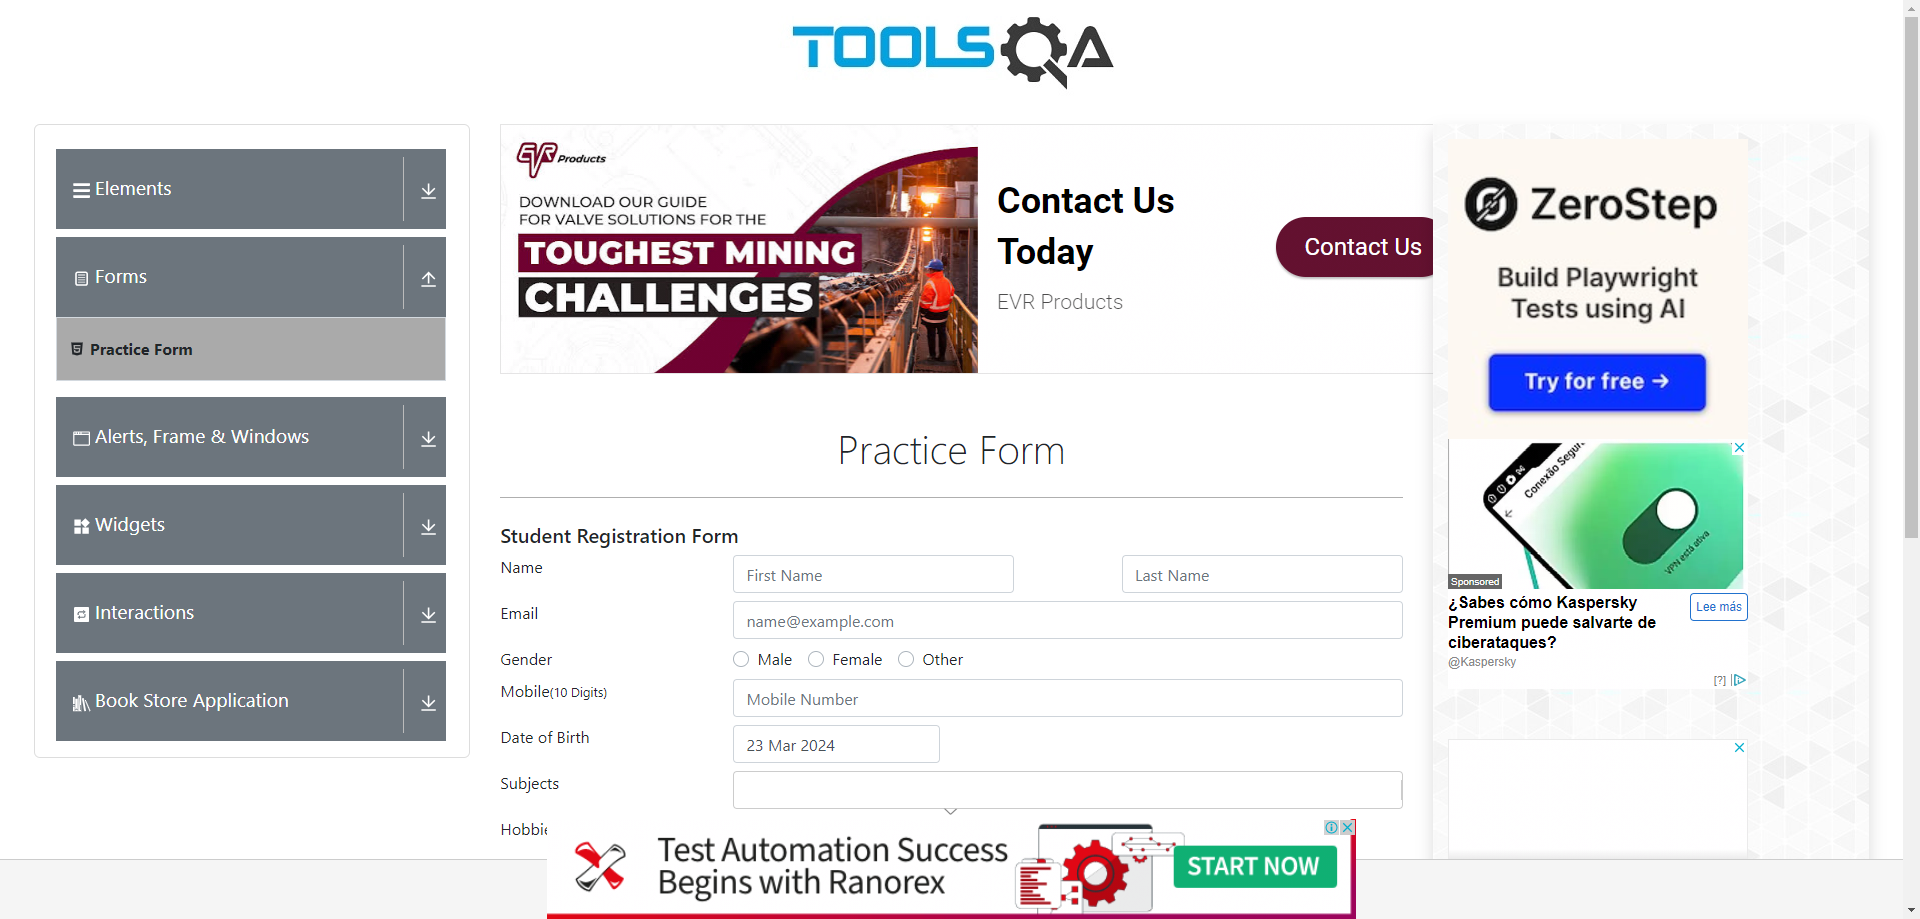 TOOLSQA
Elements
Forms
Practice Form
Alerts, Frame & Windows
Widgets
Interactions
Book Store Application
EVR Products
DOWNLOAD OUR GUIDE
FOR VALVE SOLUTIONS FOR THE
TOUGHEST MINING
CHALLENGES
Contact Us
Today
EVR Products
Contact Us
ZeroStep
Build Playwright
Tests using AI
Try for free →
Conexão Segur
VPN está ativa
Sponsored
¿Sabes cómo Kaspersky
Premium puede salvarte de
ciberataques?
@Kaspersky
Lee más
[?]
Practice Form
Student Registration Form
Name
First Name
Last Name
Email
name@example.com
Gender
Male
Female
Other
Mobile(10 Digits)
Mobile Number
Date of Birth
23 Mar 2024
Subjects
Hobbie
Test Automation Success
Begins with Ranorex
START NOW